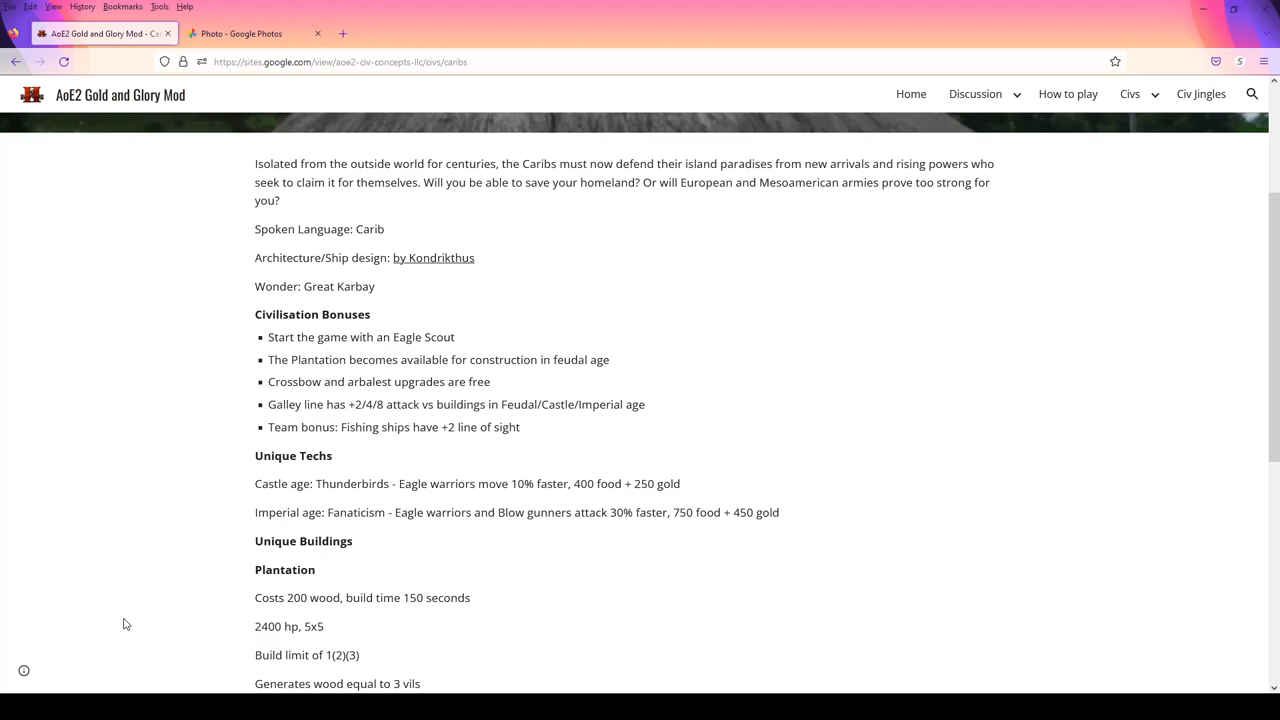 File Edit View History Bookmarks Tools Help
AoE2 Gold and Glory Mod - Ca
Photo - Google Photos
https://sites.google.com/view/aoe2-civ-concepts-llc/civs/caribs
AoE2 Gold and Glory Mod
Home Discussion How to play Civs Civ Jingles
Isolated from the outside world for centuries, the Caribs must now defend their island paradises from new arrivals and rising powers who
seek to claim it for themselves. Will you be able to save your homeland? Or will European and Mesoamerican armies prove too strong for
you?
Spoken Language: Carib
Architecture/Ship design: by Kondrikthus
Wonder: Great Karbay
Civilisation Bonuses
▪ Start the game with an Eagle Scout
▪ The Plantation becomes available for construction in feudal age
▪ Crossbow and arbalest upgrades are free
▪ Galley line has +2/4/8 attack vs buildings in Feudal/Castle/Imperial age
▪ Team bonus: Fishing ships have +2 line of sight
Unique Techs
Castle age: Thunderbirds - Eagle warriors move 10% faster, 400 food + 250 gold
Imperial age: Fanaticism - Eagle warriors and Blow gunners attack 30% faster, 750 food + 450 gold
Unique Buildings
Plantation
Costs 200 wood, build time 150 seconds
2400 hp, 5x5
Build limit of 1(2)(3)
Generates wood equal to 3 vils